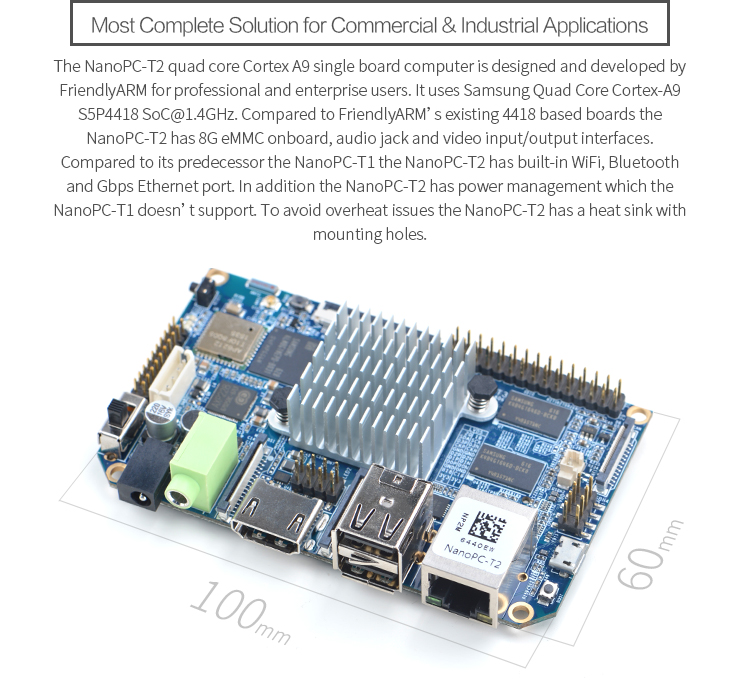 Most Complete Solution for Commercial & Industrial Applications
The NanoPC-T2 quad core Cortex A9 single board computer is designed and developed by
FriendlyARM for professional and enterprise users. It uses Samsung Quad Core Cortex-A9
S5P4418 SoC@1.4GHz. Compared to FriendlyARM’s existing 4418 based boards the
NanoPC-T2 has 8G eMMC onboard, audio jack and video input/output interfaces.
Compared to its predecessor the NanoPC-T1 the NanoPC-T2 has built-in WiFi, Bluetooth
and Gbps Ethernet port. In addition the NanoPC-T2 has power management which the
NanoPC-T1 doesn’t support. To avoid overheat issues the NanoPC-T2 has a heat sink with
mounting holes.
SAMSUNG
SAMSUNG
NP2N
6440EW
NanoPC-T2
100mm
60mm